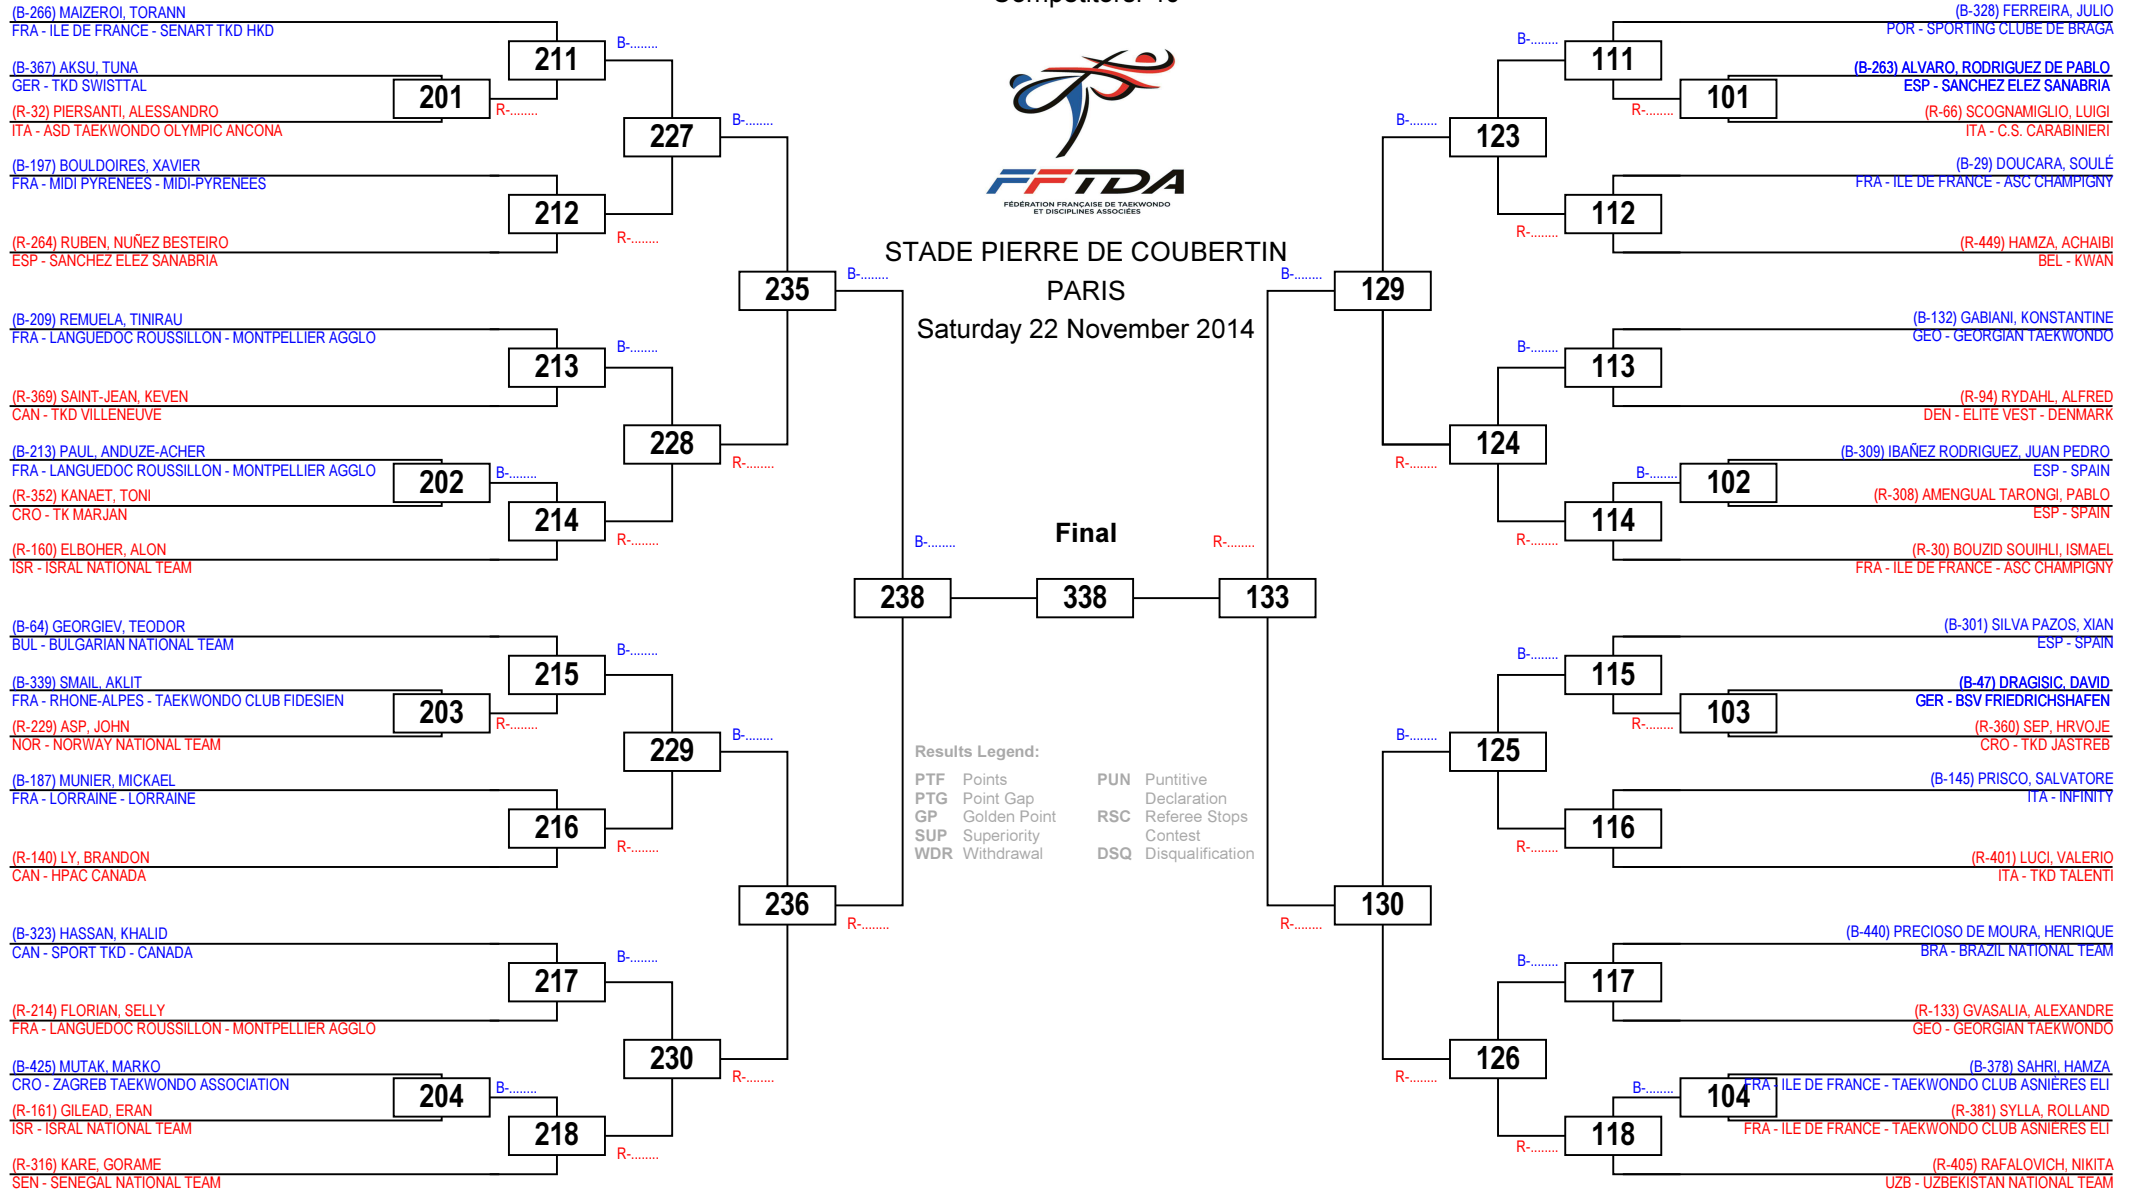 (B-266) MAIZEROI, TORANN
FRA - ILE DE FRANCE - SENART TKD HKD
211
B-........
(B-367) AKSU, TUNA
GER - TKD SWISTTAL
201
R-........
(R-32) PIERSANTI, ALESSANDRO
ITA - ASD TAEKWONDO OLYMPIC ANCONA
227
B-........
(B-197) BOULDOIRES, XAVIER
FRA - MIDI PYRENEES - MIDI-PYRENEES
212
R-........
(R-264) RUBEN, NUÑEZ BESTEIRO
ESP - SANCHEZ ELEZ SANABRIA
235
B-........
(B-209) REMUELA, TINIRAU
FRA - LANGUEDOC ROUSSILLON - MONTPELLIER AGGLO
213
B-........
(R-369) SAINT-JEAN, KEVEN
CAN - TKD VILLENEUVE
228
R-........
(B-213) PAUL, ANDUZE-ACHER
FRA - LANGUEDOC ROUSSILLON - MONTPELLIER AGGLO
202
B-........
(R-352) KANAET, TONI
CRO - TK MARJAN
214
R-........
(R-160) ELBOHER, ALON
ISR - ISRAL NATIONAL TEAM
B-........
238
(B-64) GEORGIEV, TEODOR
BUL - BULGARIAN NATIONAL TEAM
215
B-........
(B-339) SMAIL, AKLIT
FRA - RHONE-ALPES - TAEKWONDO CLUB FIDESIEN
203
R-........
(R-229) ASP, JOHN
NOR - NORWAY NATIONAL TEAM
229
B-........
(B-187) MUNIER, MICKAEL
FRA - LORRAINE - LORRAINE
216
R-........
(R-140) LY, BRANDON
CAN - HPAC CANADA
236
R-........
(B-323) HASSAN, KHALID
CAN - SPORT TKD - CANADA
217
B-........
(R-214) FLORIAN, SELLY
FRA - LANGUEDOC ROUSSILLON - MONTPELLIER AGGLO
230
R-........
(B-425) MUTAK, MARKO
CRO - ZAGREB TAEKWONDO ASSOCIATION
204
B-........
(R-161) GILEAD, ERAN
ISR - ISRAL NATIONAL TEAM
218
R-........
(R-316) KARE, GORAME
SEN - SENEGAL NATIONAL TEAM
FFTDA
FÉDÉRATION FRANÇAISE DE TAEKWONDO
ET DISCIPLINES ASSOCIÉES
STADE PIERRE DE COUBERTIN
PARIS
Saturday 22 November 2014
Final
338
Results Legend:
PTF Points
PTG Point Gap
GP Golden Point
SUP Superiority
WDR Withdrawal
PUN Puntitive
Declaration
RSC Referee Stops
Contest
DSQ Disqualification
(B-328) FERREIRA, JULIO
POR - SPORTING CLUBE DE BRAGA
B-........
111
(B-263) ALVARO, RODRIGUEZ DE PABLO
ESP - SANCHEZ ELEZ SANABRIA
R-........
101
(R-66) SCOGNAMIGLIO, LUIGI
ITA - C.S. CARABINIERI
B-........
123
(B-29) DOUCARA, SOULÉ
FRA - ILE DE FRANCE - ASC CHAMPIGNY
R-........
112
(R-449) HAMZA, ACHAIBI
BEL - KWAN
B-........
129
(B-132) GABIANI, KONSTANTINE
GEO - GEORGIAN TAEKWONDO
B-........
113
(R-94) RYDAHL, ALFRED
DEN - ELITE VEST - DENMARK
R-........
124
(B-309) IBAÑEZ RODRIGUEZ, JUAN PEDRO
ESP - SPAIN
B-........
102
(R-308) AMENGUAL TARONGI, PABLO
ESP - SPAIN
R-........
114
(R-30) BOUZID SOUIHLI, ISMAEL
FRA - ILE DE FRANCE - ASC CHAMPIGNY
R-........
133
(B-301) SILVA PAZOS, XIAN
ESP - SPAIN
B-........
115
(B-47) DRAGISIC, DAVID
GER - BSV FRIEDRICHSHAFEN
R-........
103
(R-360) SEP, HRVOJE
CRO - TKD JASTREB
B-........
125
(B-145) PRISCO, SALVATORE
ITA - INFINITY
R-........
116
(R-401) LUCI, VALERIO
ITA - TKD TALENTI
R-........
130
(B-440) PRECIOSO DE MOURA, HENRIQUE
BRA - BRAZIL NATIONAL TEAM
B-........
117
(R-133) GVASALIA, ALEXANDRE
GEO - GEORGIAN TAEKWONDO
R-........
126
(B-378) SAHRI, HAMZA
FRA - ILE DE FRANCE - TAEKWONDO CLUB ASNIÈRES ELI
B-........
104
(R-381) SYLLA, ROLLAND
FRA - ILE DE FRANCE - TAEKWONDO CLUB ASNIÈRES ELI
R-........
118
(R-405) RAFALOVICH, NIKITA
UZB - UZBEKISTAN NATIONAL TEAM